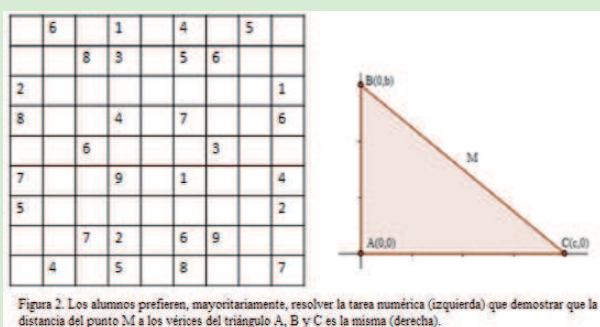 6 1 4 5
8 3 5 6
2 1
8 4 7 6
6 3
7 9 1 4
5 2
7 2 6 9
4 5 8 7
B(0,b)
M
A(0,0) C(c,0)
Figura 2. Los alumnos prefieren, mayoritariamente, resolver la tarea numérica (izquierda) que demostrar que la
distancia del punto M a los vérices del triángulo A, B y C es la misma (derecha).